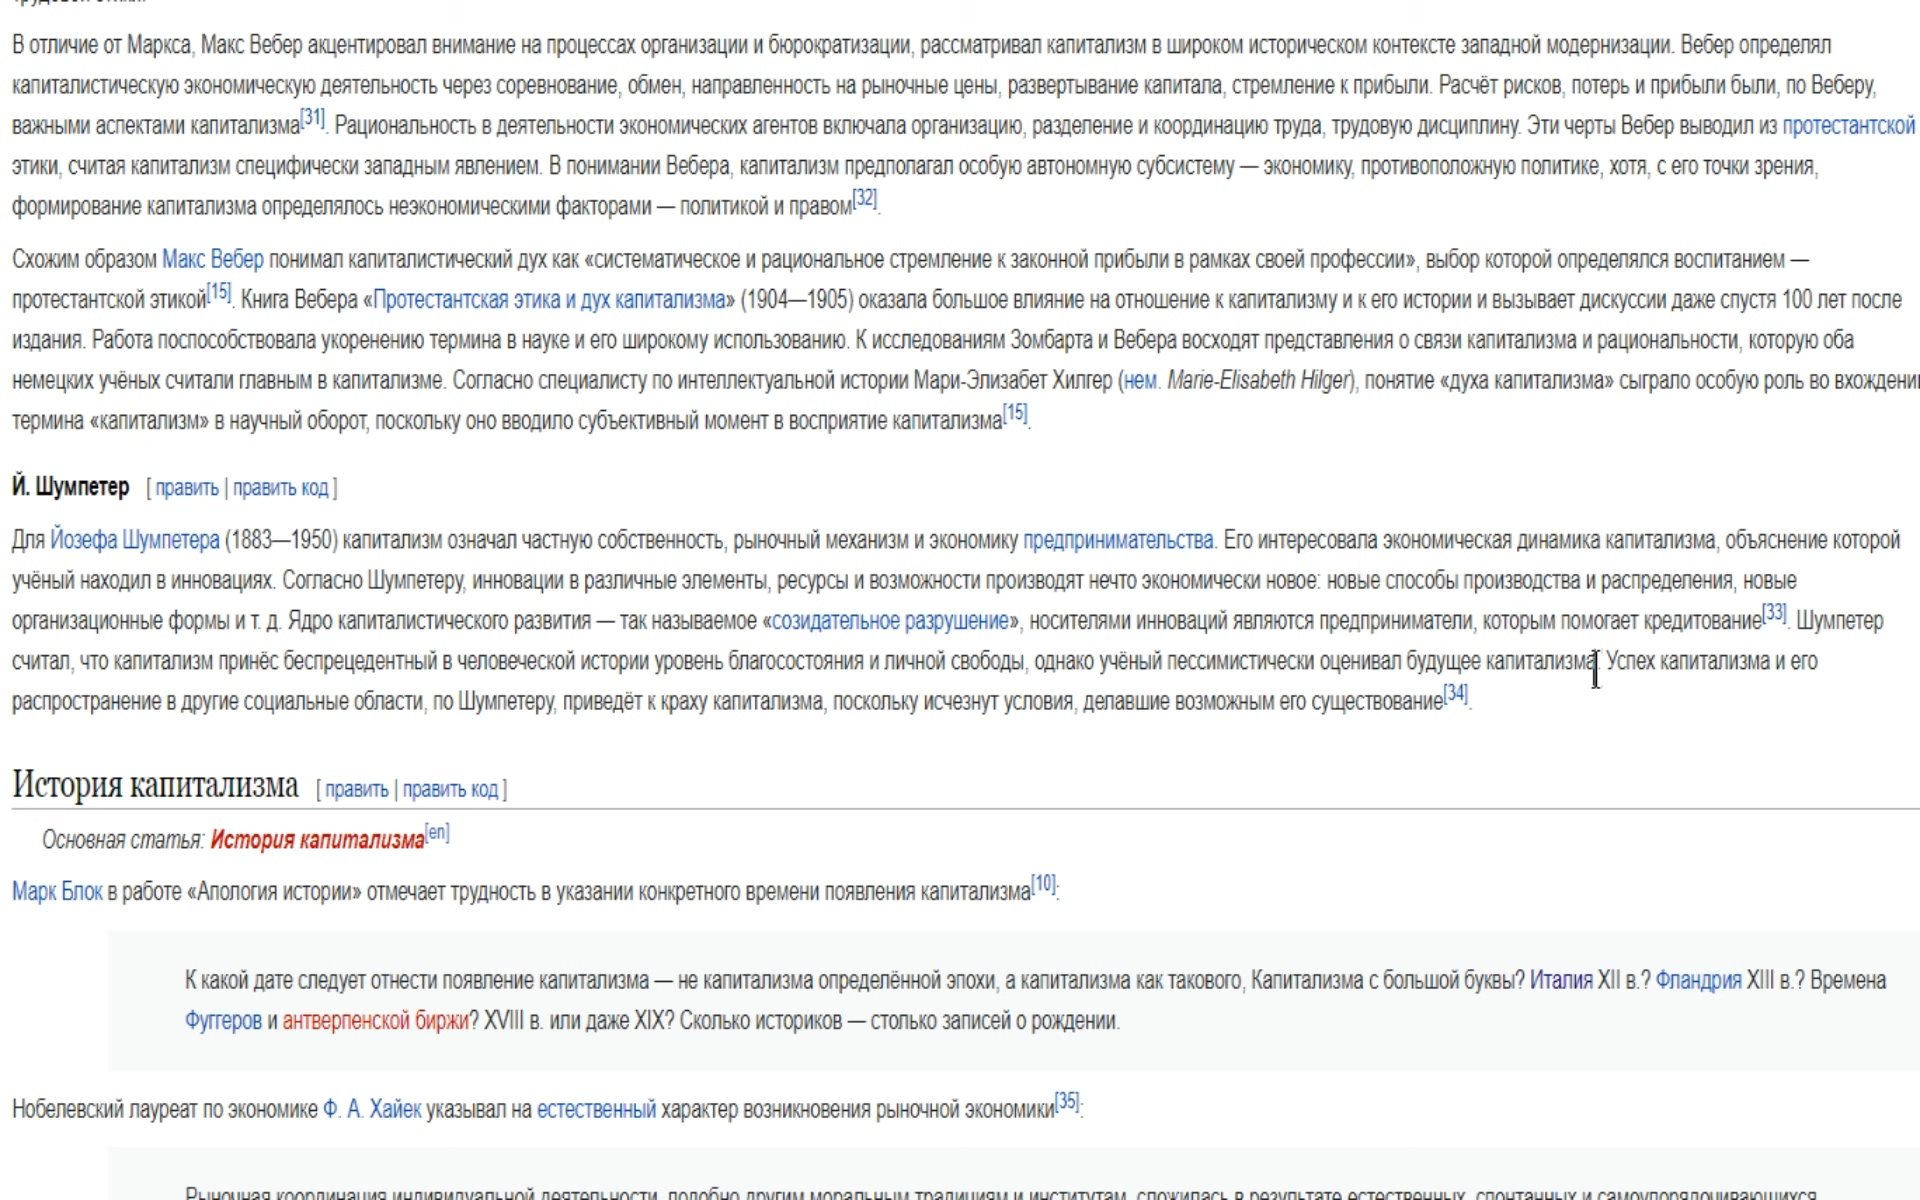 В отличие от Маркса, Макс Вебер акцентировал внимание на процессах организации и бюрократизации, рассматривал капитализм в широком историческом контексте западной модернизации. Вебер определял
капиталистическую экономическую деятельность через соревнование, обмен, направленность на рыночные цены, развертывание капитала, стремление к прибыли. Расчёт рисков, потерь и прибыли были, по Веберу,
важными аспектами капитализма[31]. Рациональность в деятельности экономических агентов включала организацию, разделение и координацию труда, трудовую дисциплину. Эти черты Вебер выводил из протестантской
этики, считая капитализм специфически западным явлением. В понимании Вебера, капитализм предполагал особую автономную субсистему — экономику, противоположную политике, хотя, с его точки зрения,
формирование капитализма определялось неэкономическими факторами — политикой и правом[32].
Схожим образом Макс Вебер понимал капиталистический дух как «систематическое и рациональное стремление к законной прибыли в рамках своей профессии», выбор которой определялся воспитанием —
протестантской этикой[15]. Книга Вебера «Протестантская этика и дух капитализма» (1904—1905) оказала большое влияние на отношение к капитализму и к его истории и вызывает дискуссии даже спустя 100 лет после
издания. Работа поспособствовала укоренению термина в науке и его широкому использованию. К исследованиям Зомбарта и Вебера восходят представления о связи капитализма и рациональности, которую оба
немецких учёных считали главным в капитализме. Согласно специалисту по интеллектуальной истории Мари-Элизабет Хилгер (нем. Marie-Elisabeth Hilger), понятие «духа капитализма» сыграло особую роль во
термина «капитализм» в научный оборот, поскольку оно вводило субъективный момент в восприятие капитализма[15].
Й. Шумпетер [ править | править код ]
Для Йозефа Шумпетера (1883—1950) капитализм означал частную собственность, рыночный механизм и экономику предпринимательства. Его интересовала экономическая динамика капитализма, объяснение которой
учёный находил в инновациях. Согласно Шумпетеру, инновации в различные элементы, ресурсы и возможности производят нечто экономически новое: новые способы производства и распределения, новые
организационные формы и т. д. Ядро капиталистического развития — так называемое «созидательное разрушение», носителями инноваций являются предприниматели, которым помогает кредитование[33]. Шумпетер
считал, что капитализм принёс беспрецедентный в человеческой истории уровень благосостояния и личной свободы, однако учёный пессимистически оценивал будущее капитализма. Успех капитализма и его
распространение в другие социальные области, по Шумпетеру, приведёт к краху капитализма, поскольку исчезнут условия, делавшие возможным его существование[34].
История капитализма [ править | править код ]
Основная статья: История капитализма[en]
Марк Блок в работе «Апология истории» отмечает трудность в указании конкретного времени появления капитализма[10]:
К какой дате следует отнести появление капитализма — не капитализма определённой эпохи, а капитализма как такового, Капитализма с большой буквы? Италия XII в.? Фландрия XIII в.? Времена
Фуггеров и антверпенской биржи? XVIII в. или даже XIX? Сколько историков — столько записей о рождении.
Нобелевский лауреат по экономике Ф. А. Хайек указывал на естественный характер возникновения рыночной экономики[35]:
Рыночная координация индивидуальной деятельности, подобно другим моральным традициям и институтам, сложилась в результате естественных, спонтанных и самоупорядочивающихся